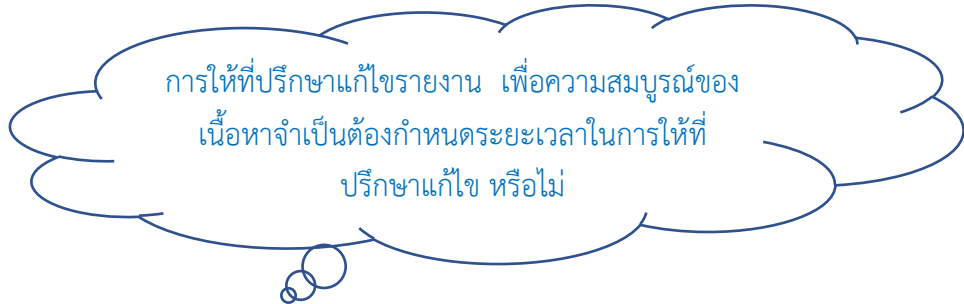 การให้ที่ปรึกษาแก้ไขรายงาน เพื่อความสมบูรณ์ของ
เนื้อหาจำเป็นต้องกำหนดระยะเวลาในการให้ที่
ปรึกษาแก้ไข หรือไม่